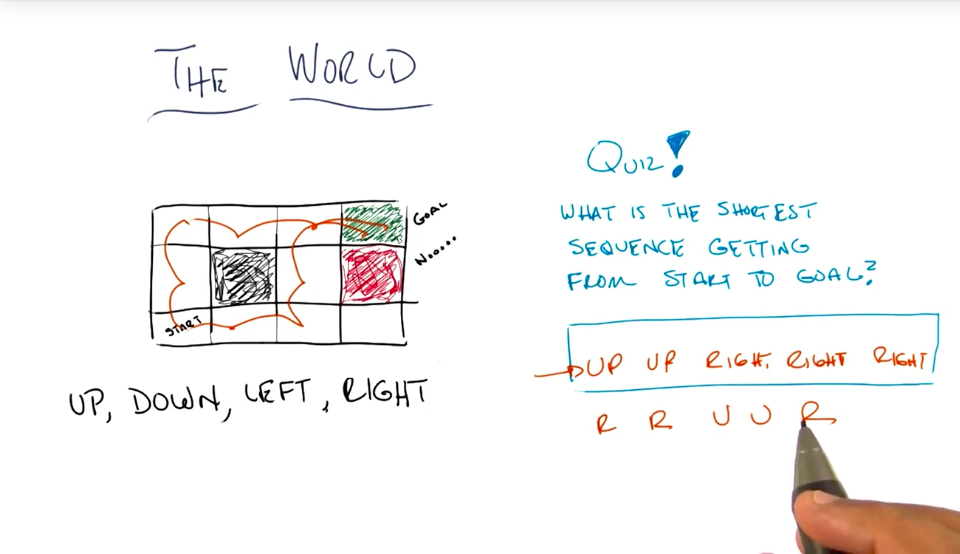 THE WORLD
QUIZ!
WHAT IS THE SHORTEST
SEQUENCE GETTING
FROM START TO GOAL?
GOAL
NOOOO....
START
UP, DOWN, LEFT, RIGHT
UP UP RIGHT, RIGHT RIGHT
R R U U R